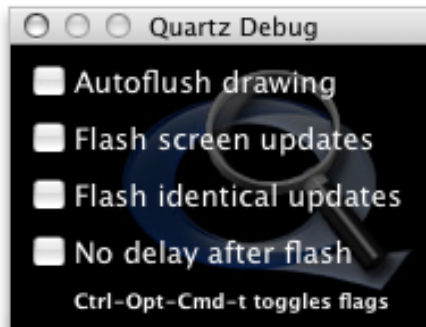 Quartz Debug
Autoflush drawing
Flash screen updates
Flash identical updates
No delay after flash
Ctrl-Opt-Cmd-t toggles flags